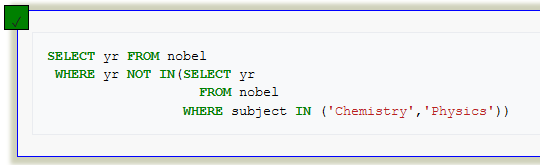 SELECT yr FROM nobel
WHERE yr NOT IN(SELECT yr
FROM nobel
WHERE subject IN ('Chemistry','Physics'))